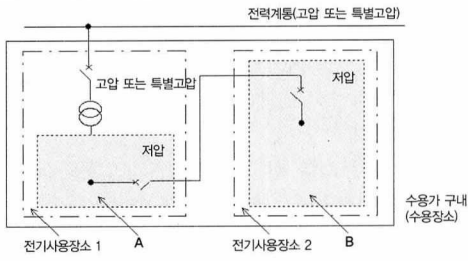 전력계통(고압 또는 특별고압)
고압 또는 특별고압
저압
저압
수용가 구내
(수용장소)
전기사용장소 1
A
전기사용장소 2
B